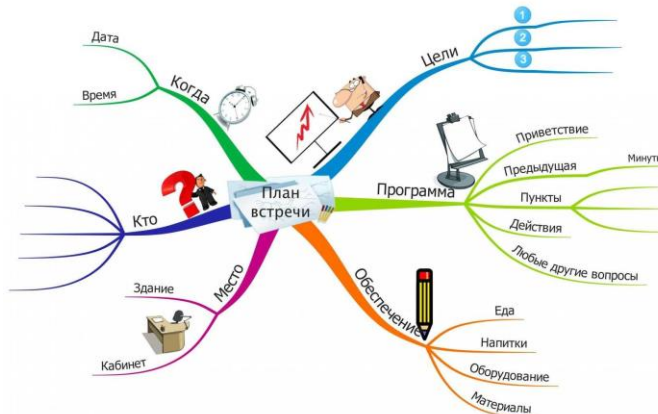 План
встречи
Когда
Дата
Время
Цели
1
2
3
Программа
Приветствие
Предыдущая
Пункты
Действия
Любые другие вопросы
Обеспечение
Еда
Напитки
Оборудование
Материалы
Место
Здание
Кабинет
Кто